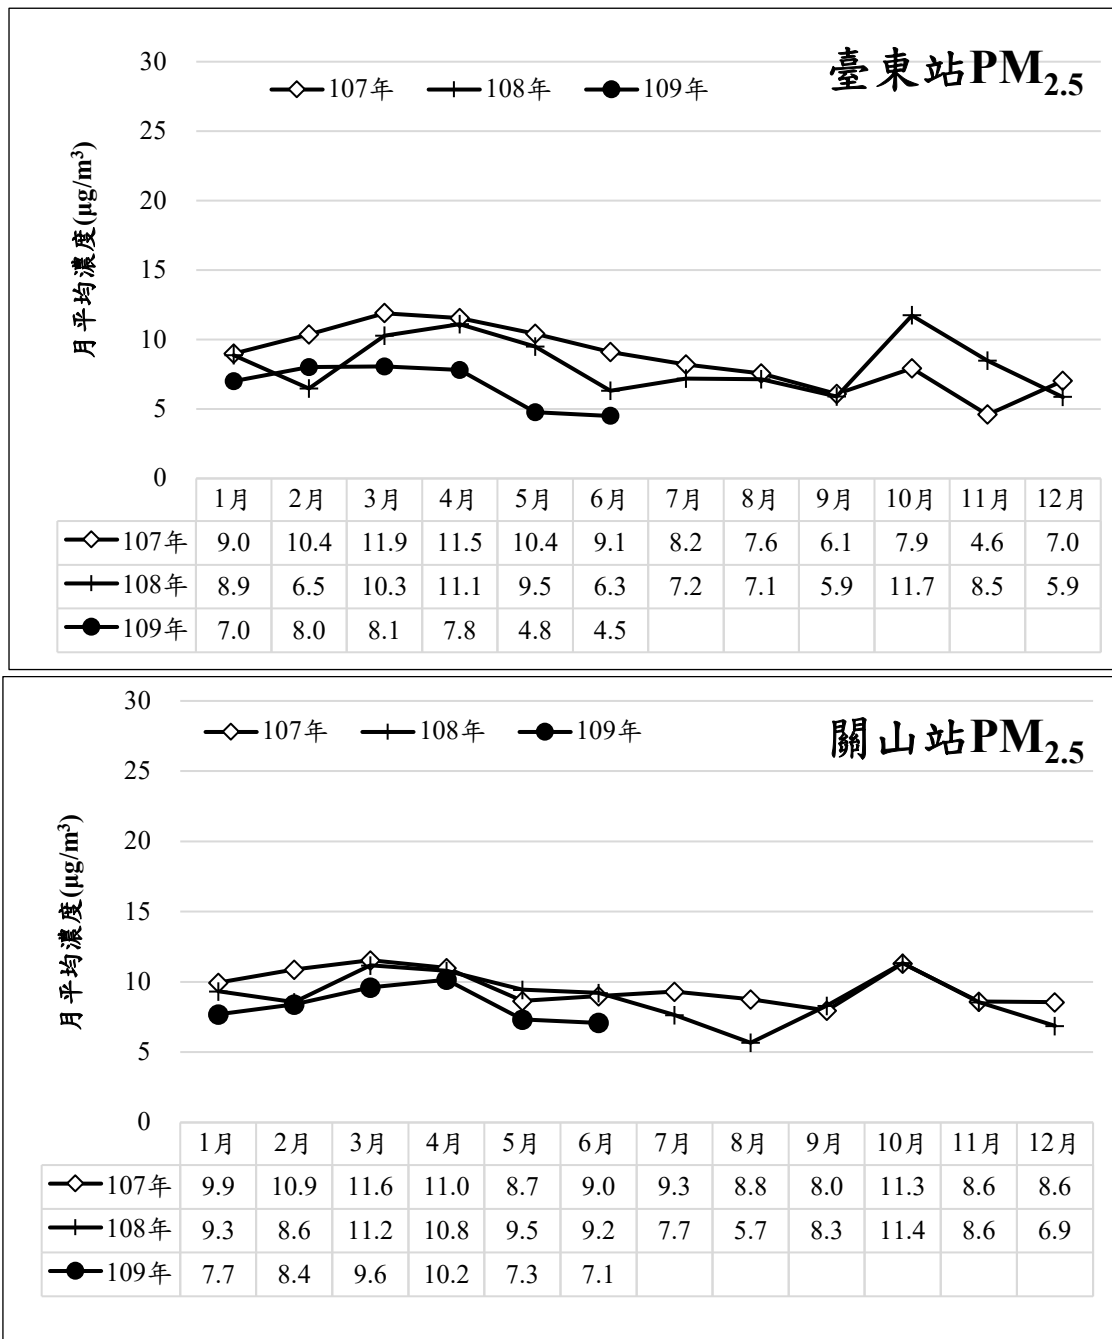 臺東站PM2.5
107年 108年 109年
月平均濃度(μg/m³)
30
25
20
15
10
5
0
1月 2月 3月 4月 5月 6月 7月 8月 9月 10月 11月 12月
107年 9.0 10.4 11.9 11.5 10.4 9.1 8.2 7.6 6.1 7.9 4.6 7.0
108年 8.9 6.5 10.3 11.1 9.5 6.3 7.2 7.1 5.9 11.7 8.5 5.9
109年 7.0 8.0 8.1 7.8 4.8 4.5
關山站PM2.5
107年 108年 109年
月平均濃度(μg/m³)
30
25
20
15
10
5
0
1月 2月 3月 4月 5月 6月 7月 8月 9月 10月 11月 12月
107年 9.9 10.9 11.6 11.0 8.7 9.0 9.3 8.8 8.0 11.3 8.6 8.6
108年 9.3 8.6 11.2 10.8 9.5 9.2 7.7 5.7 8.3 11.4 8.6 6.9
109年 7.7 8.4 9.6 10.2 7.3 7.1